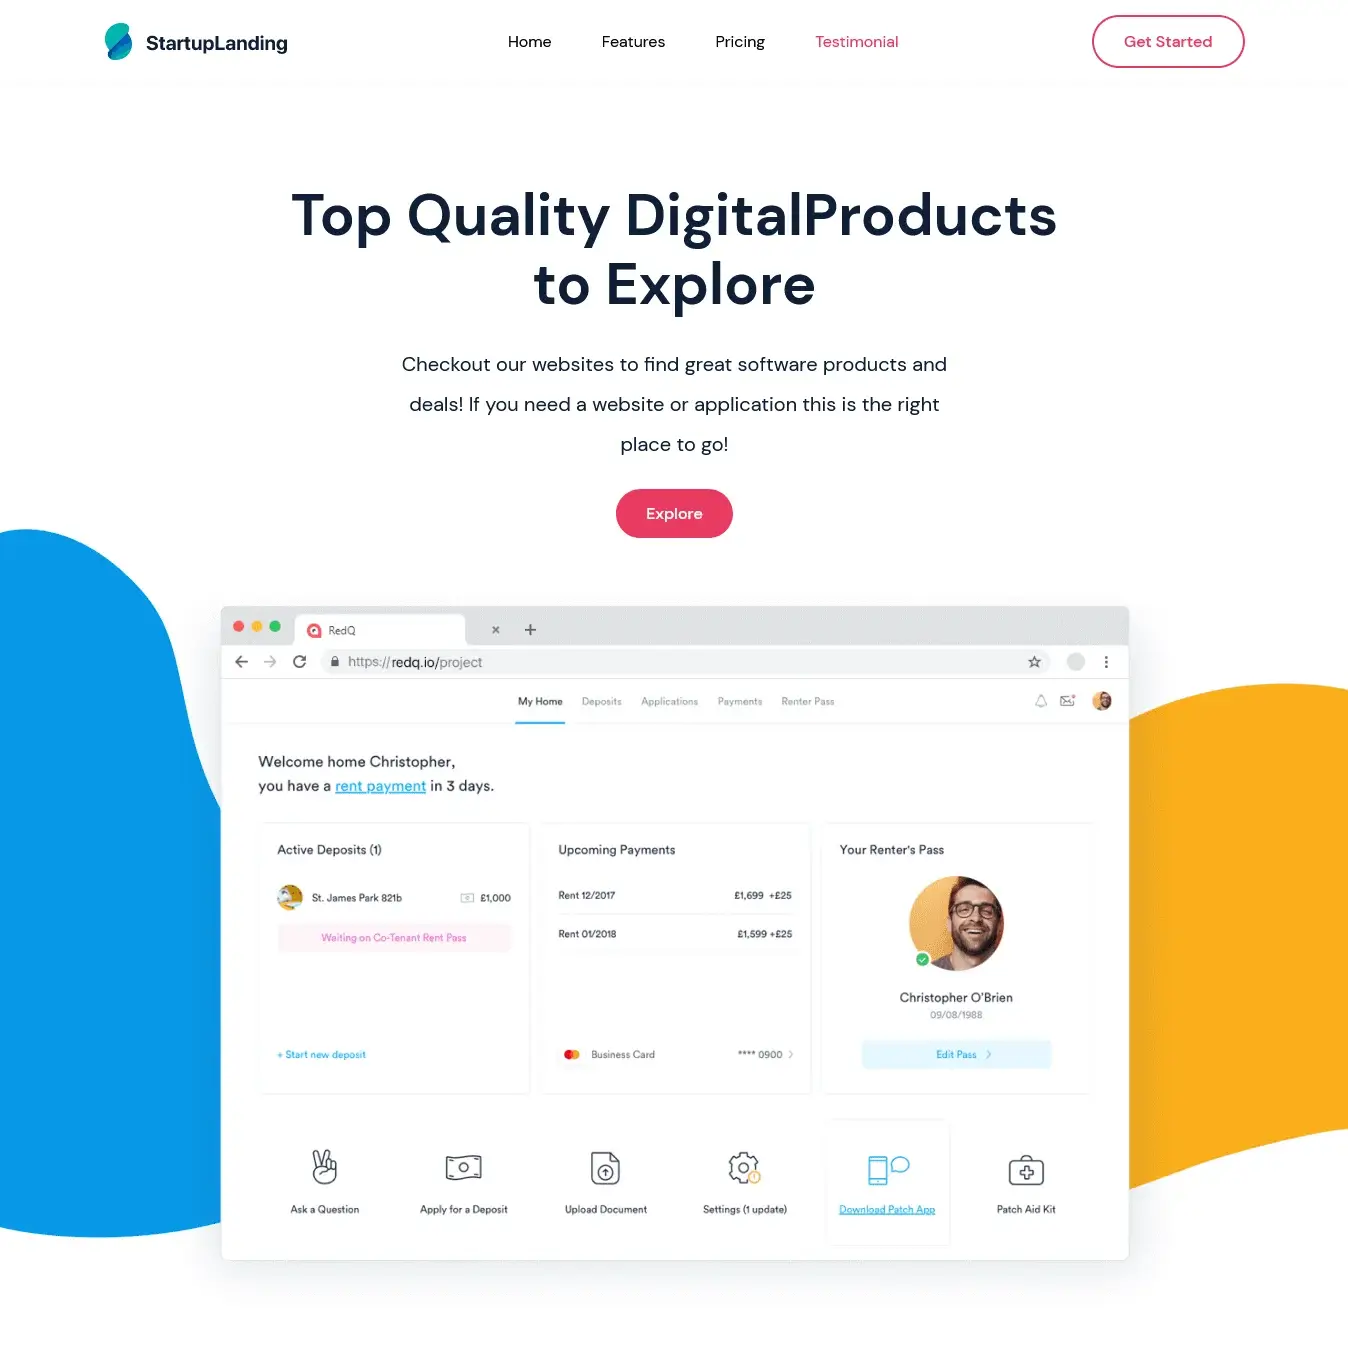 StartupLanding
Home
Features
Pricing
Testimonial
Get Started
Top Quality DigitalProducts
to Explore
Checkout our websites to find great software products and
deals! If you need a website or application this is the right
place to go!
Explore
RedQ
https://redq.io/project
My Home
Deposits
Applications
Payments
Renter Pass
Welcome home Christopher,
you have a rent payment in 3 days.
Active Deposits (1)
St. James Park 821b
£1,000
Waiting on Co-Tenant Rent Pass
+ Start new deposit
Upcoming Payments
Rent 12/2017
£1,699 +£25
Rent 01/2018
£1,599 +£25
Business Card
**** 0900
Your Renter's Pass
Christopher O'Brien
09/08/1988
Edit Pass
Ask a Question
Apply for a Deposit
Upload Document
Settings (1 update)
Download Patch App
Patch Aid Kit